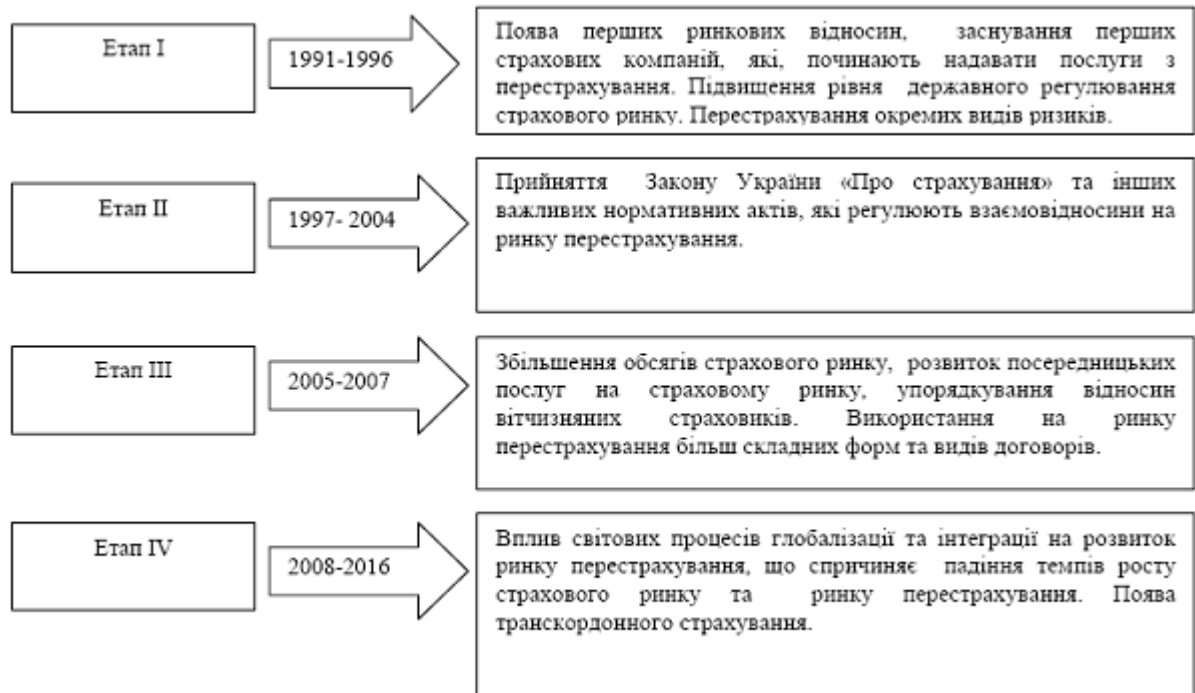 Етап I
1991-1996
Поява перших ринкових відносин, заснування перших
страхових компаній, які, починають надавати послуги з
перестрахування. Підвищення рівня державного регулювання
страхового ринку. Перестрахування окремих видів ризиків.
Етап II
1997- 2004
Прийняття Закону України «Про страхування» та інших
важливих нормативних актів, які регулюють взаємовідносини на
ринку перестрахування.
Етап III
2005-2007
Збільшення обсягів страхового ринку, розвиток посередницьких
послуг на страховому ринку, упорядкування відносин
вітчизняних страховиків. Використання на ринку
перестрахування більш складних форм та видів договорів.
Етап IV
2008-2016
Вплив світових процесів глобалізації та інтеграції на розвиток
ринку перестрахування, що спричиняє падіння темпів росту
страхового ринку та ринку перестрахування. Поява
транскордонного страхування.